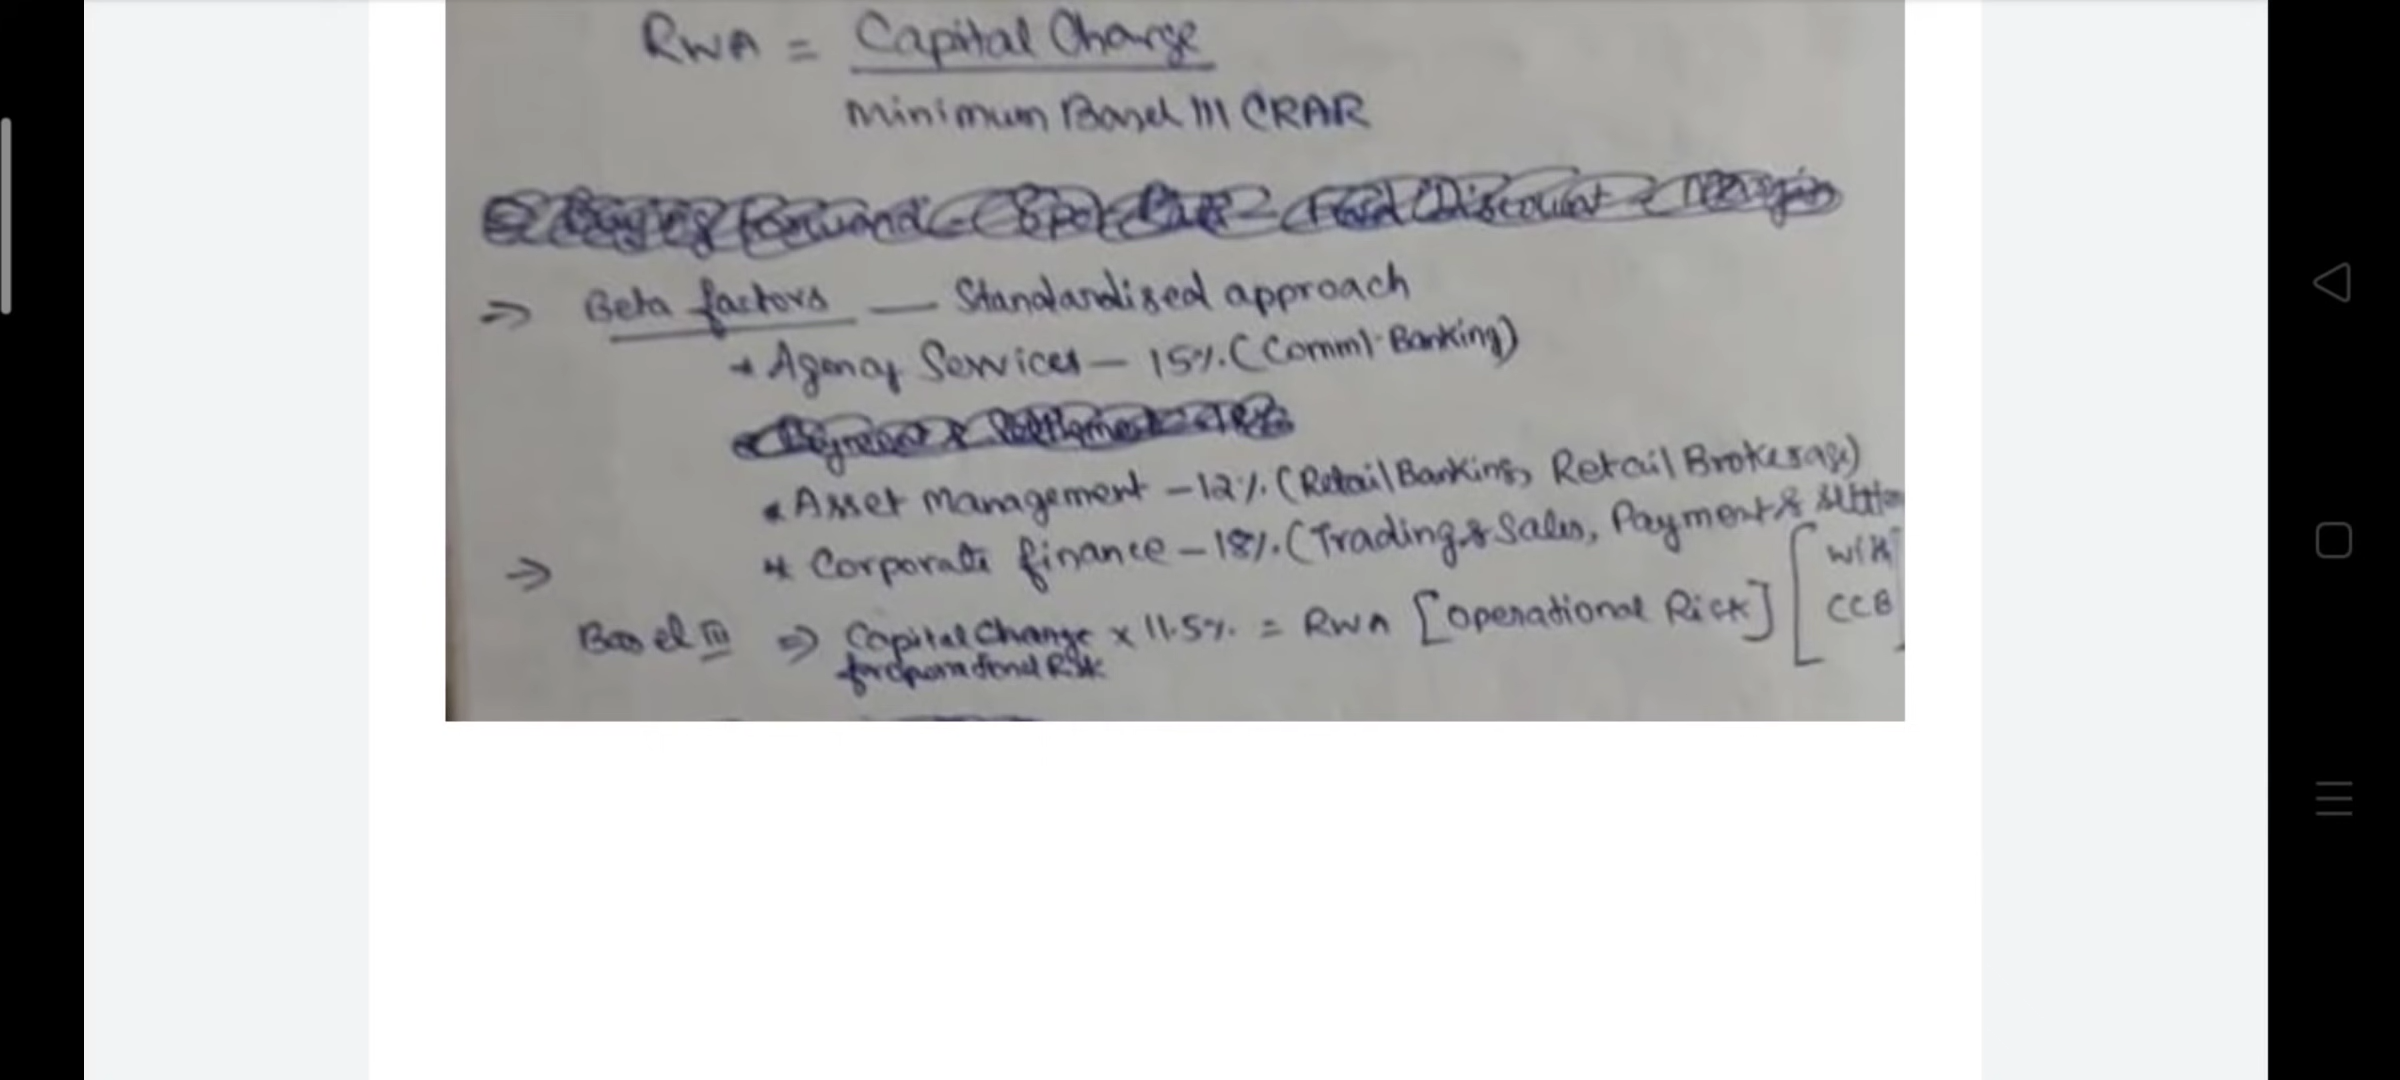 RWA = Capital Charge
Minimum Basel III CRAR
⇒ Beta factors — Standardised approach
* Agency Services — 15%. (Comml. Banking)
* Asset Management — 12%. (Retail Banking, Retail Brokerage)
* Corporate finance — 18%. (Trading & Sales, Payment &
⇒
Basel III ⇒ Capital Charge × 11.5%. = RWA [Operational Risk] [with CCB]
for operational Risk